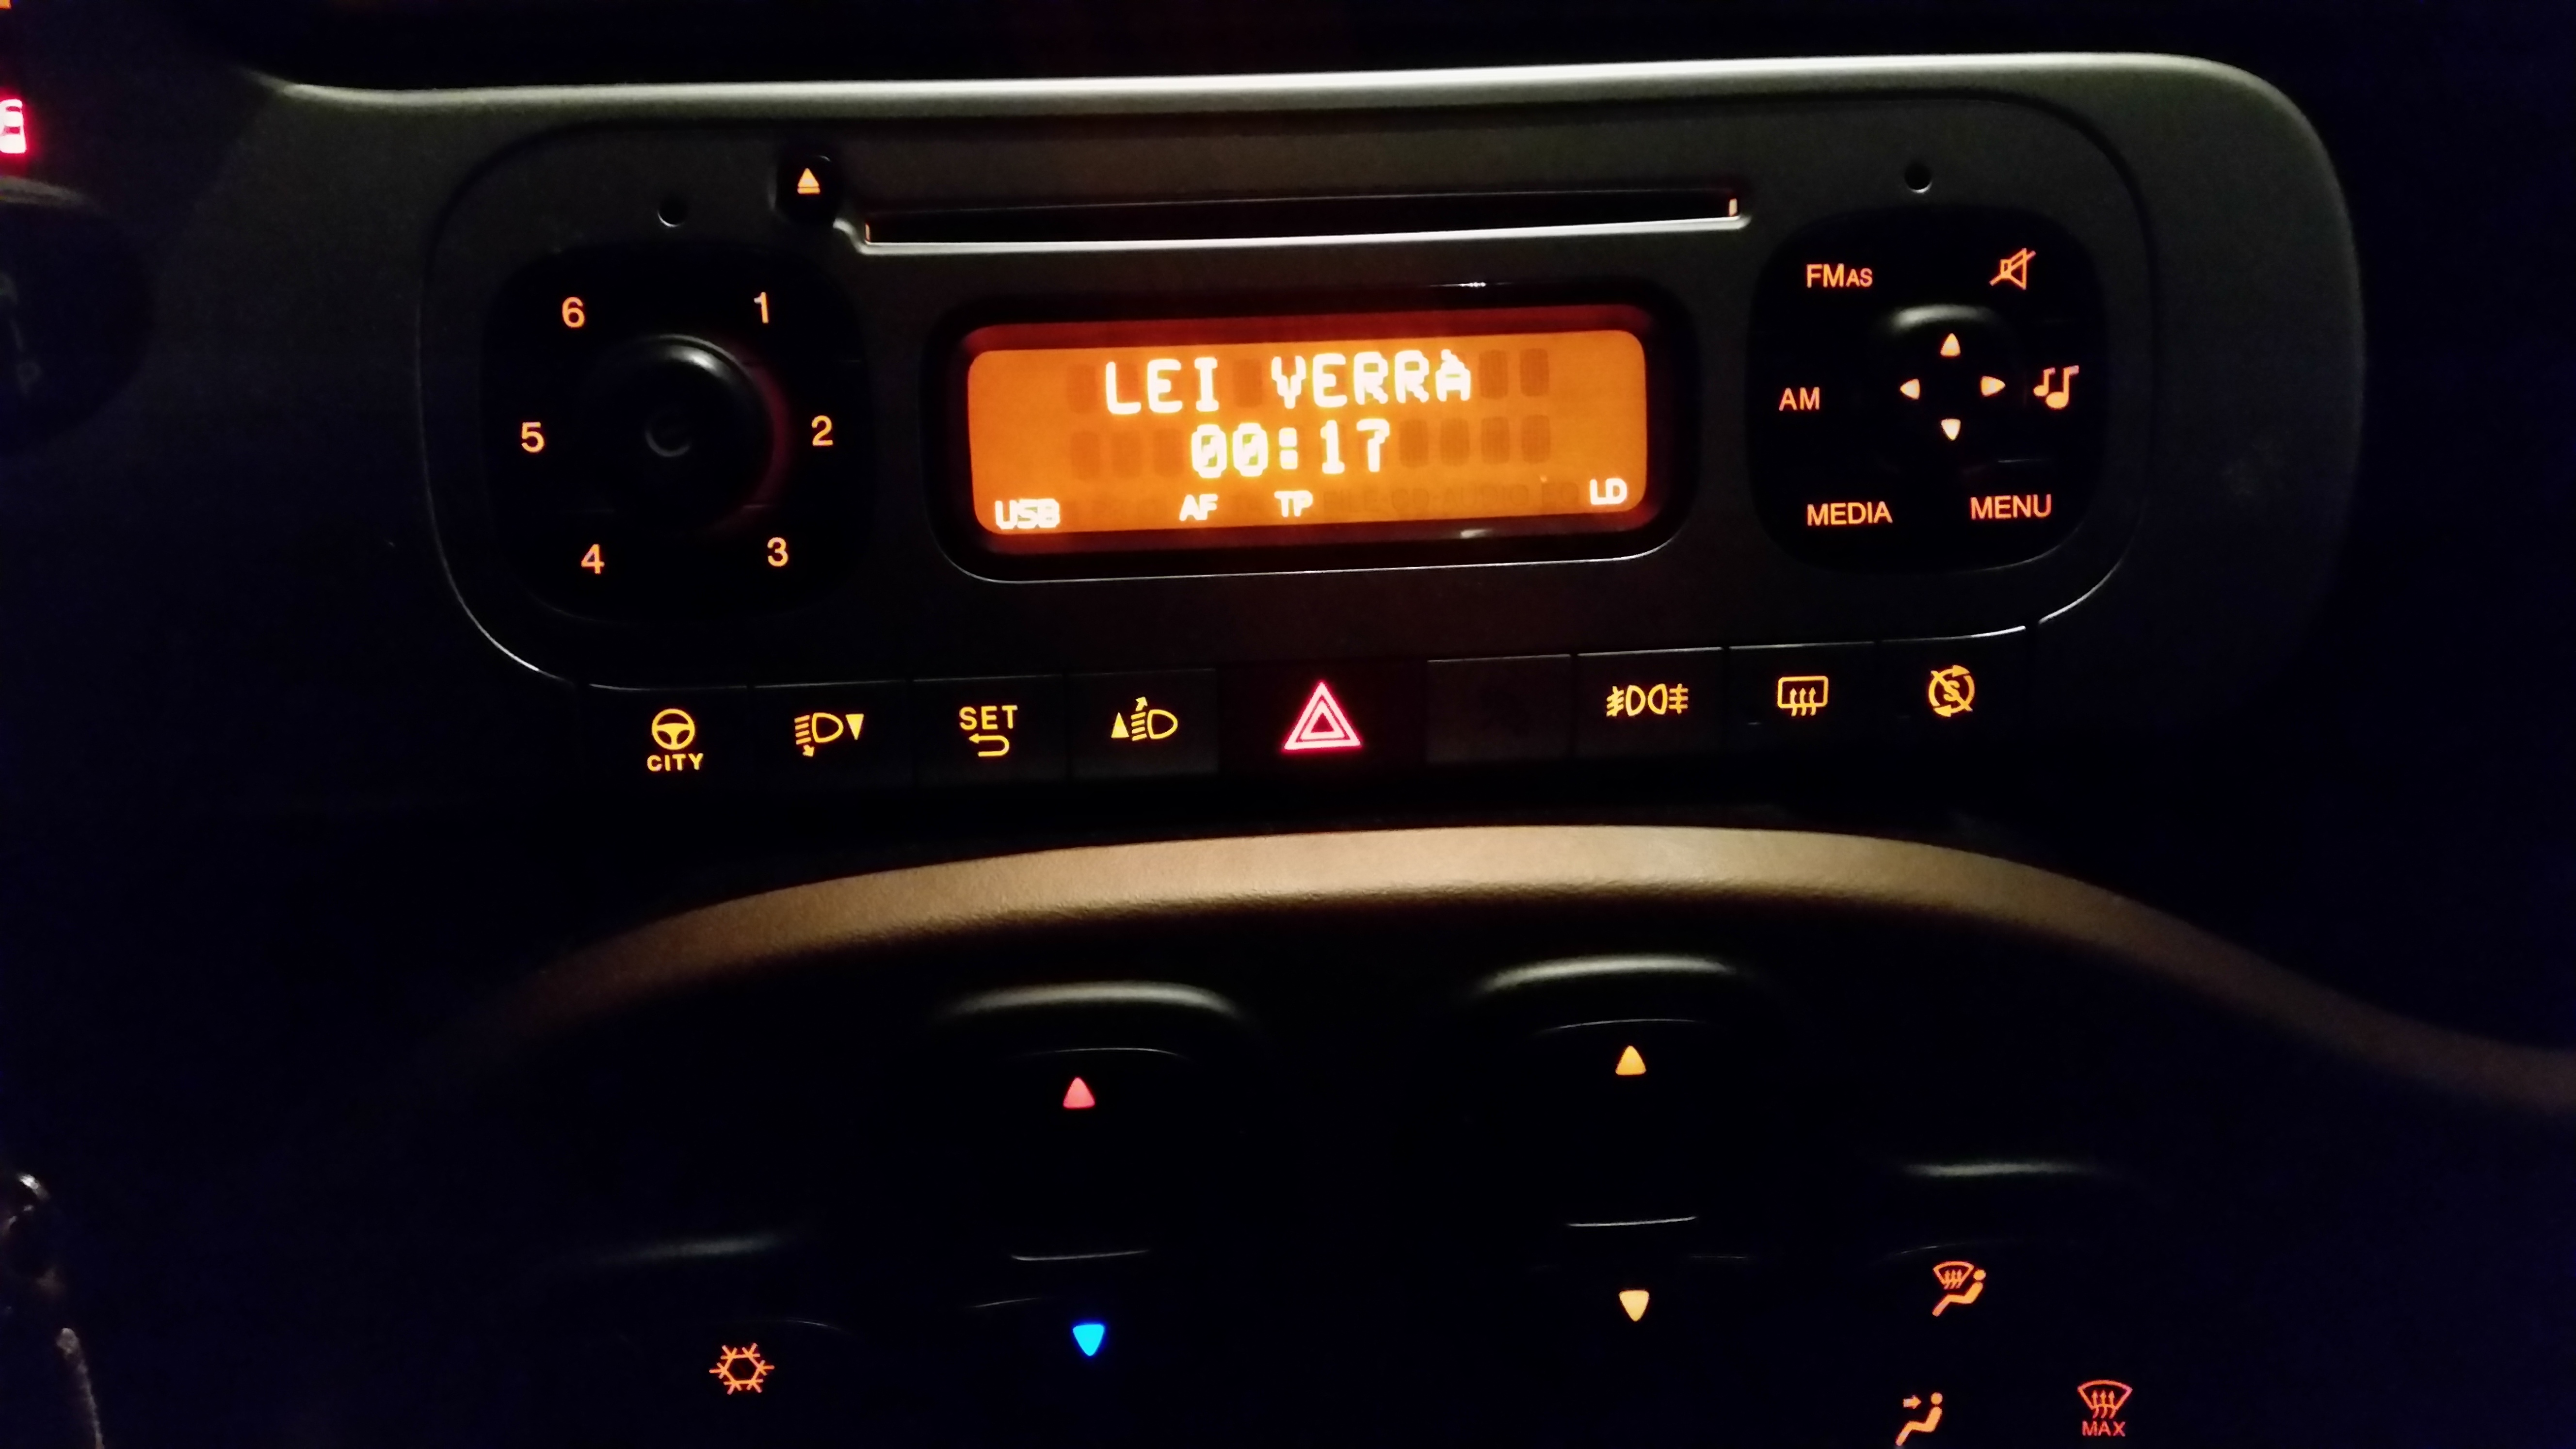 6 1
5 2
4 3
LEI VERRÀ
00:17
USB AF TP LD
FMAS
AM
MEDIA MENU
CITY
SET
MAX